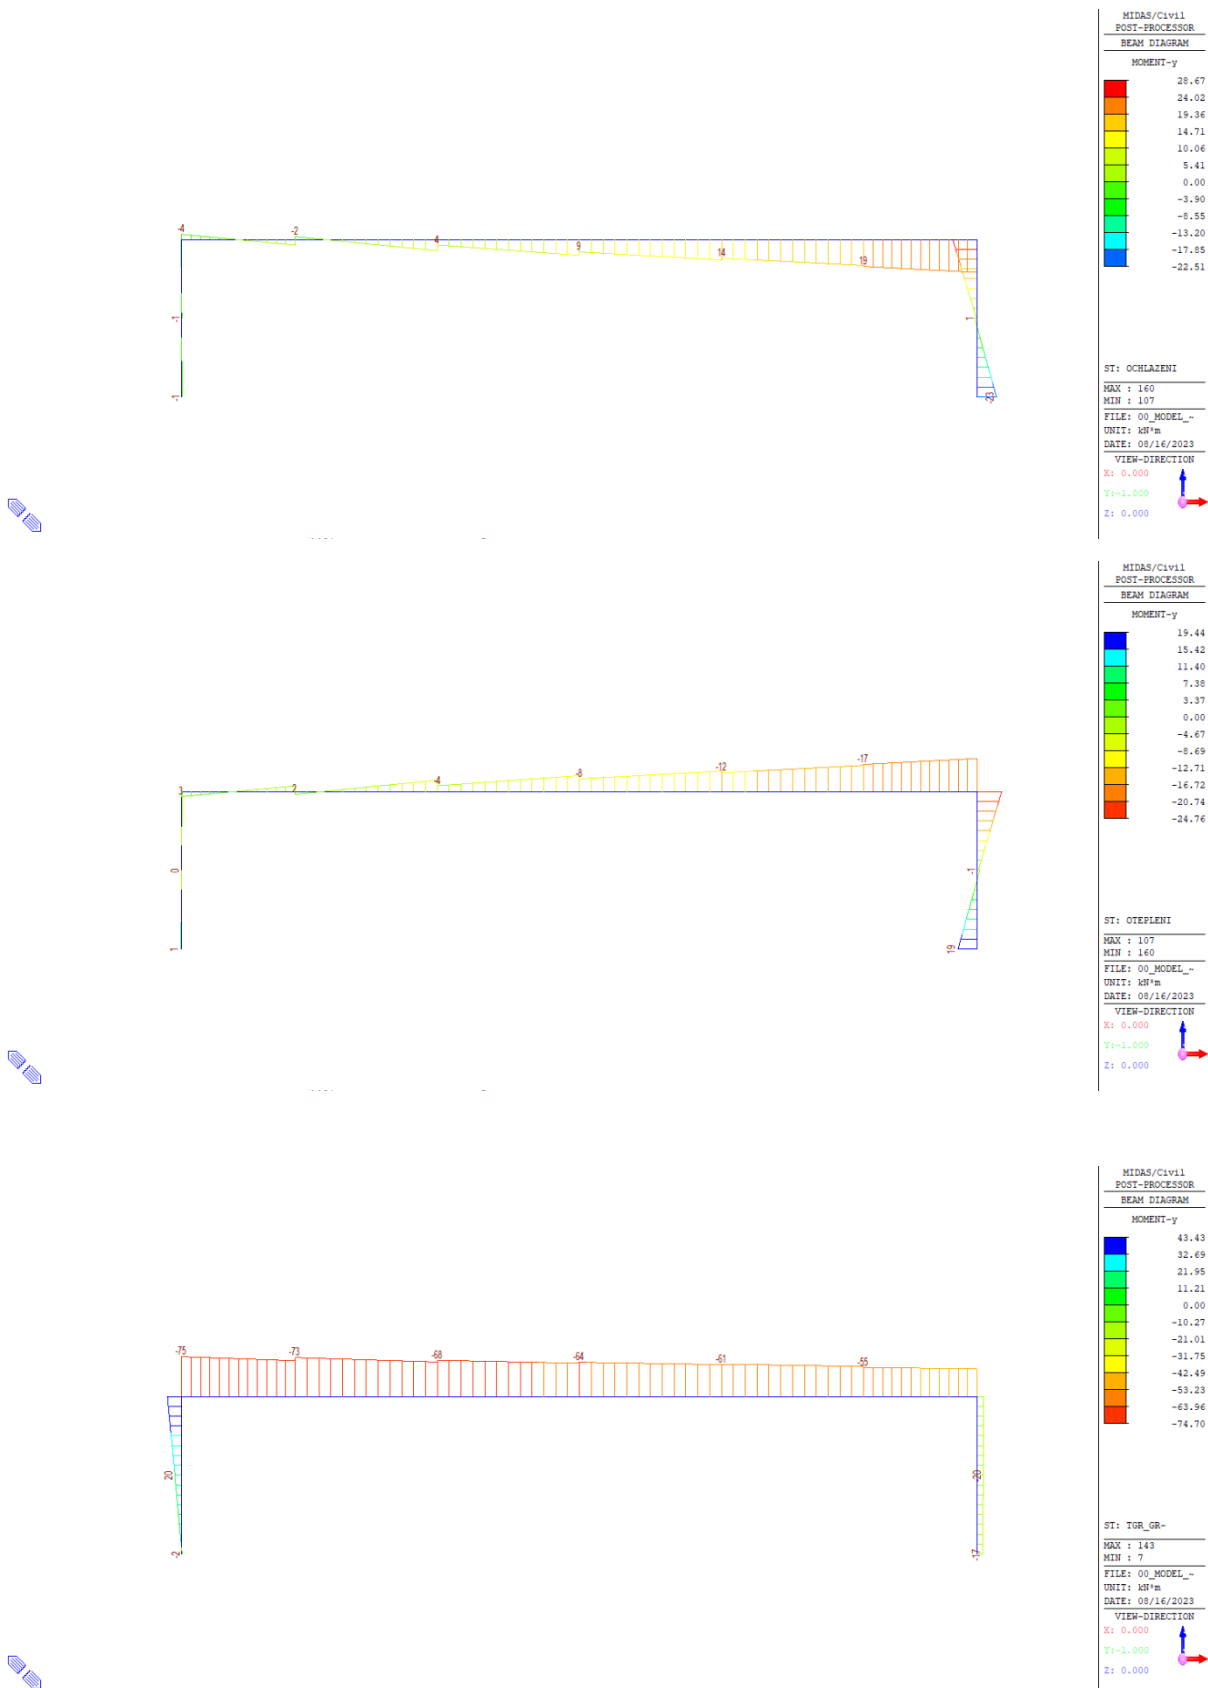 MIDAS/Civil
POST-PROCESSOR
BEAM DIAGRAM
MOMENT-y
28.67
24.02
19.36
14.71
10.06
5.41
0.00
-3.90
-8.55
-13.20
-17.85
-22.51
-4
-2
4
9
14
19
-1
1
-1
-23
ST: OCHLAZENI
MAX : 160
MIN : 107
FILE: 00_MODEL_~
UNIT: kN*m
DATE: 08/16/2023
VIEW-DIRECTION
X: 0.000
Y:-1.000
Z: 0.000
MIDAS/Civil
POST-PROCESSOR
BEAM DIAGRAM
MOMENT-y
19.44
15.42
11.40
7.38
3.37
0.00
-4.67
-8.69
-12.71
-16.72
-20.74
-24.76
3
2
-4
-8
-12
-17
0
-1
1
19
ST: OTEPLENI
MAX : 107
MIN : 160
FILE: 00_MODEL_~
UNIT: kN*m
DATE: 08/16/2023
VIEW-DIRECTION
X: 0.000
Y:-1.000
Z: 0.000
MIDAS/Civil
POST-PROCESSOR
BEAM DIAGRAM
MOMENT-y
43.43
32.69
21.95
11.21
0.00
-10.27
-21.01
-31.75
-42.49
-53.23
-63.96
-74.70
-75
-73
-68
-64
-61
-55
20
-20
-2
-17
ST: TGR_GR-
MAX : 143
MIN : 7
FILE: 00_MODEL_~
UNIT: kN*m
DATE: 08/16/2023
VIEW-DIRECTION
X: 0.000
Y:-1.000
Z: 0.000